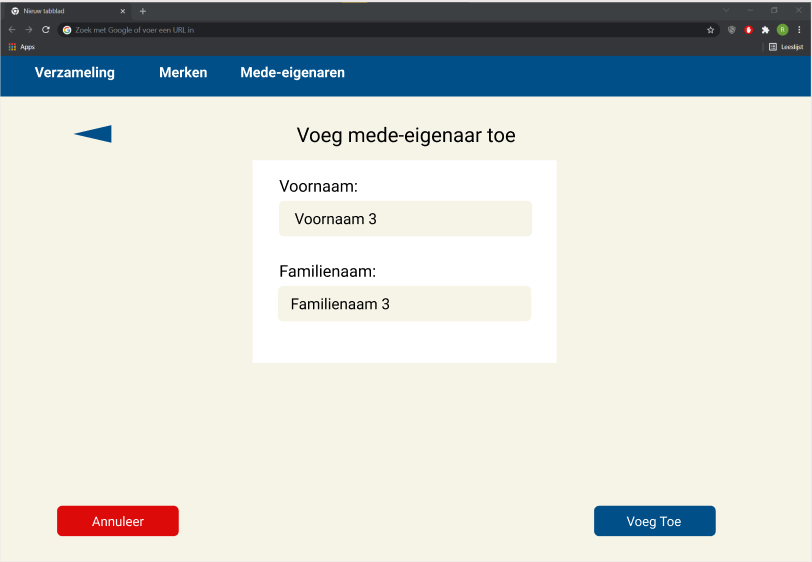 Nieuw tabblad
Zoek met Google of voer een URL in
R
Apps
Leeslijst
Verzameling Merken Mede-eigenaren
Voeg mede-eigenaar toe
Voornaam:
Voornaam 3
Familienaam:
Familienaam 3
Annuleer Voeg Toe